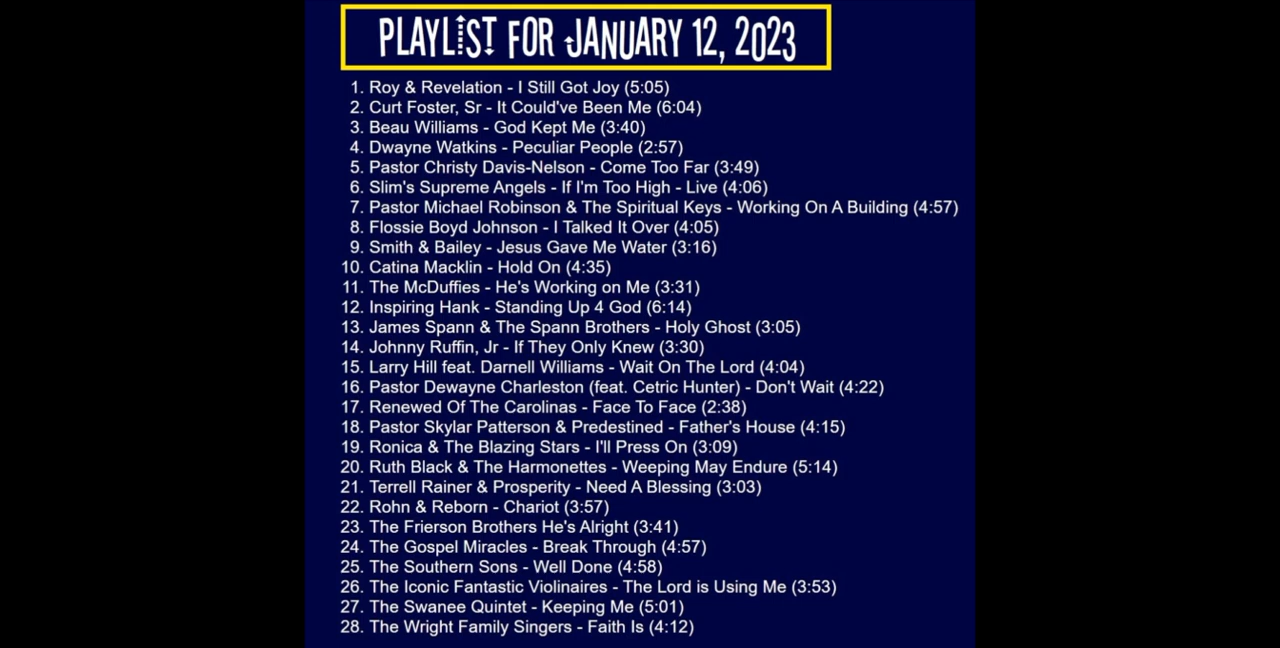 PLAYLIST FOR JANUARY 12, 2023
1. Roy & Revelation - I Still Got Joy (5:05)
2. Curt Foster, Sr - It Could've Been Me (6:04)
3. Beau Williams - God Kept Me (3:40)
4. Dwayne Watkins - Peculiar People (2:57)
5. Pastor Christy Davis-Nelson - Come Too Far (3:49)
6. Slim's Supreme Angels - If I'm Too High - Live (4:06)
7. Pastor Michael Robinson & The Spiritual Keys - Working On A Building (4:57)
8. Flossie Boyd Johnson - I Talked It Over (4:05)
9. Smith & Bailey - Jesus Gave Me Water (3:16)
10. Catina Macklin - Hold On (4:35)
11. The McDuffies - He's Working on Me (3:31)
12. Inspiring Hank - Standing Up 4 God (6:14)
13. James Spann & The Spann Brothers - Holy Ghost (3:05)
14. Johnny Ruffin, Jr - If They Only Knew (3:30)
15. Larry Hill feat. Darnell Williams - Wait On The Lord (4:04)
16. Pastor Dewayne Charleston (feat. Cetric Hunter) - Don't Wait (4:22)
17. Renewed Of The Carolinas - Face To Face (2:38)
18. Pastor Skylar Patterson & Predestined - Father's House (4:15)
19. Ronica & The Blazing Stars - I'll Press On (3:09)
20. Ruth Black & The Harmonettes - Weeping May Endure (5:14)
21. Terrell Rainer & Prosperity - Need A Blessing (3:03)
22. Rohn & Reborn - Chariot (3:57)
23. The Frierson Brothers He's Alright (3:41)
24. The Gospel Miracles - Break Through (4:57)
25. The Southern Sons - Well Done (4:58)
26. The Iconic Fantastic Violinaires - The Lord is Using Me (3:53)
27. The Swanee Quintet - Keeping Me (5:01)
28. The Wright Family Singers - Faith Is (4:12)